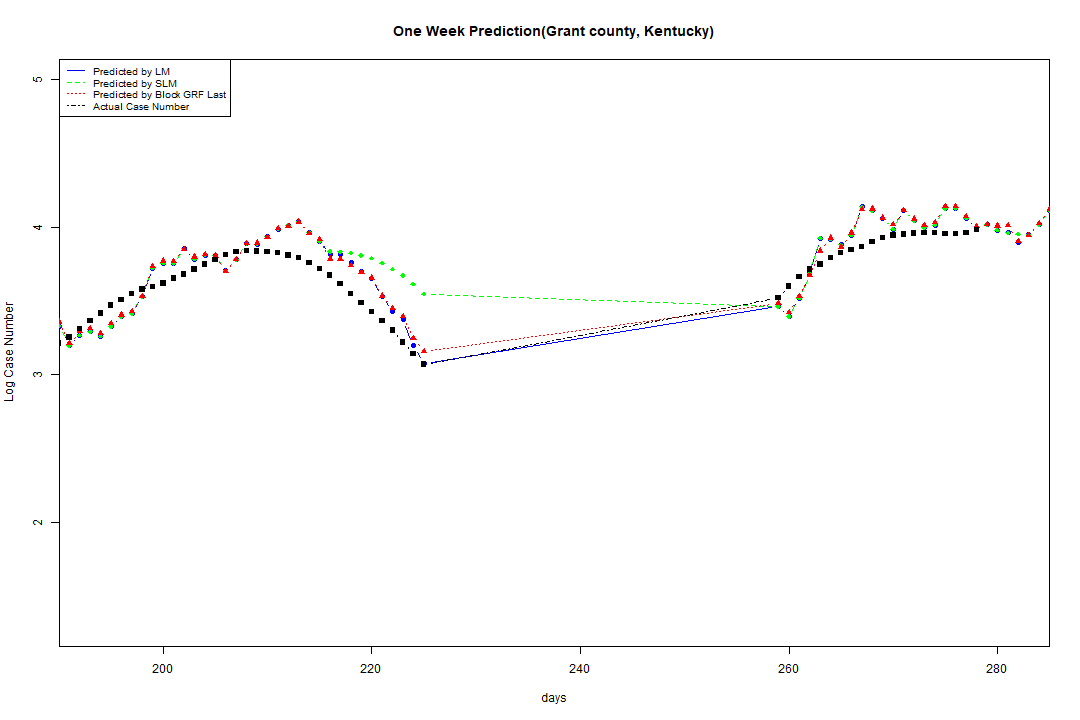 One Week Prediction(Grant county, Kentucky)
Predicted by LM
Predicted by SLM
Predicted by Block GRF Last
Actual Case Number
5
4
3
2
Log Case Number
200 220 240 260 280
days